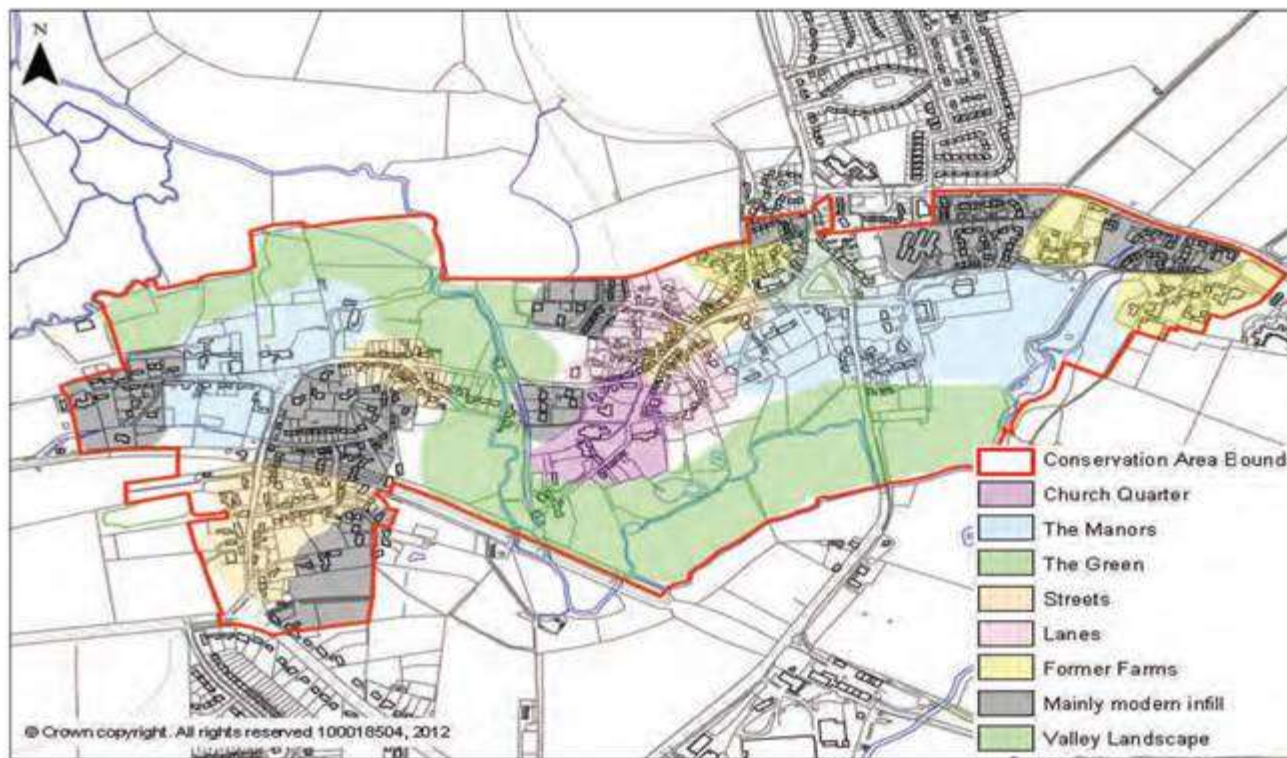 N
Conservation Area Bound
Church Quarter
The Manors
The Green
Streets
Lanes
Former Farms
Mainly modern infill
Valley Landscape
© Crown copyright. All rights reserved 100018504, 2012